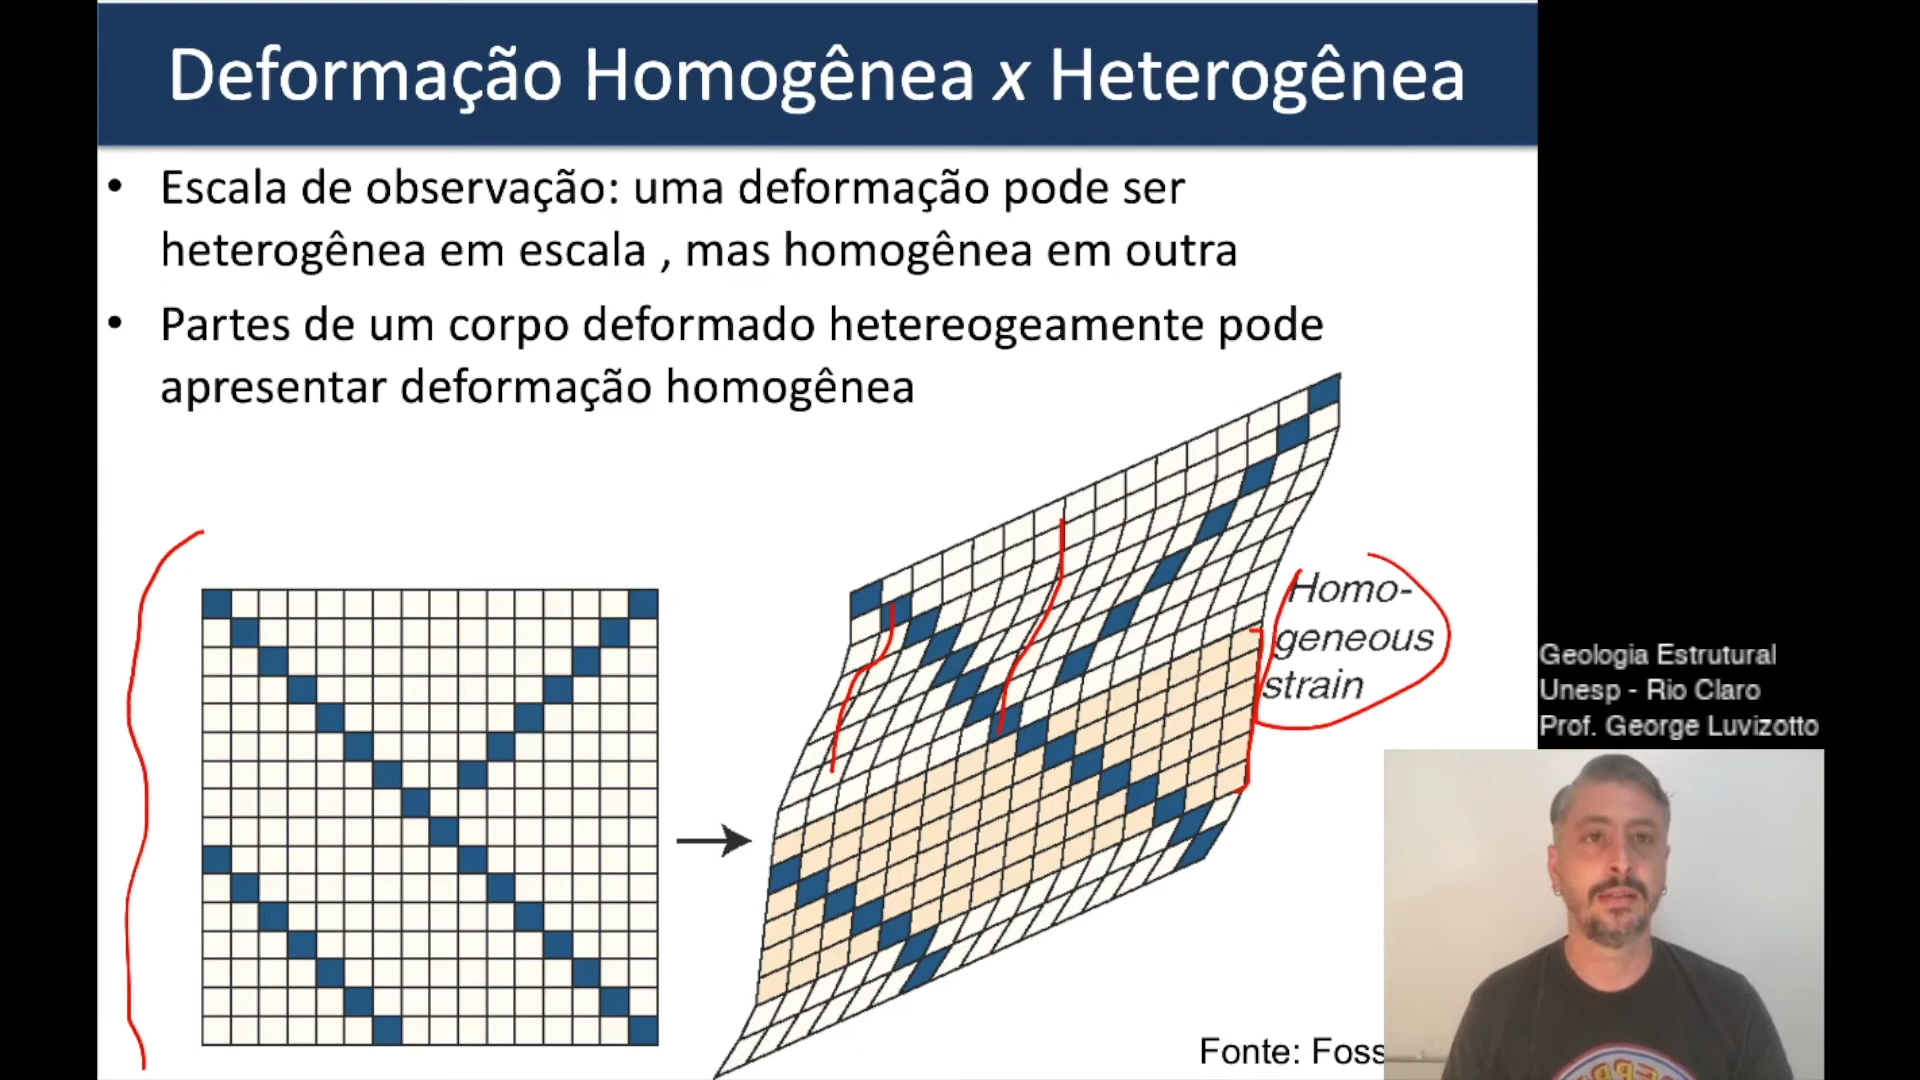 Deformação Homogênea x Heterogênea
• Escala de observação: uma deformação pode ser
heterogênea em escala , mas homogênea em outra
• Partes de um corpo deformado hetereogeamente pode
apresentar deformação homogênea
Homo-
geneous
strain
Geologia Estrutural
Unesp - Rio Claro
Prof. George Luvizotto
Fonte: Foss